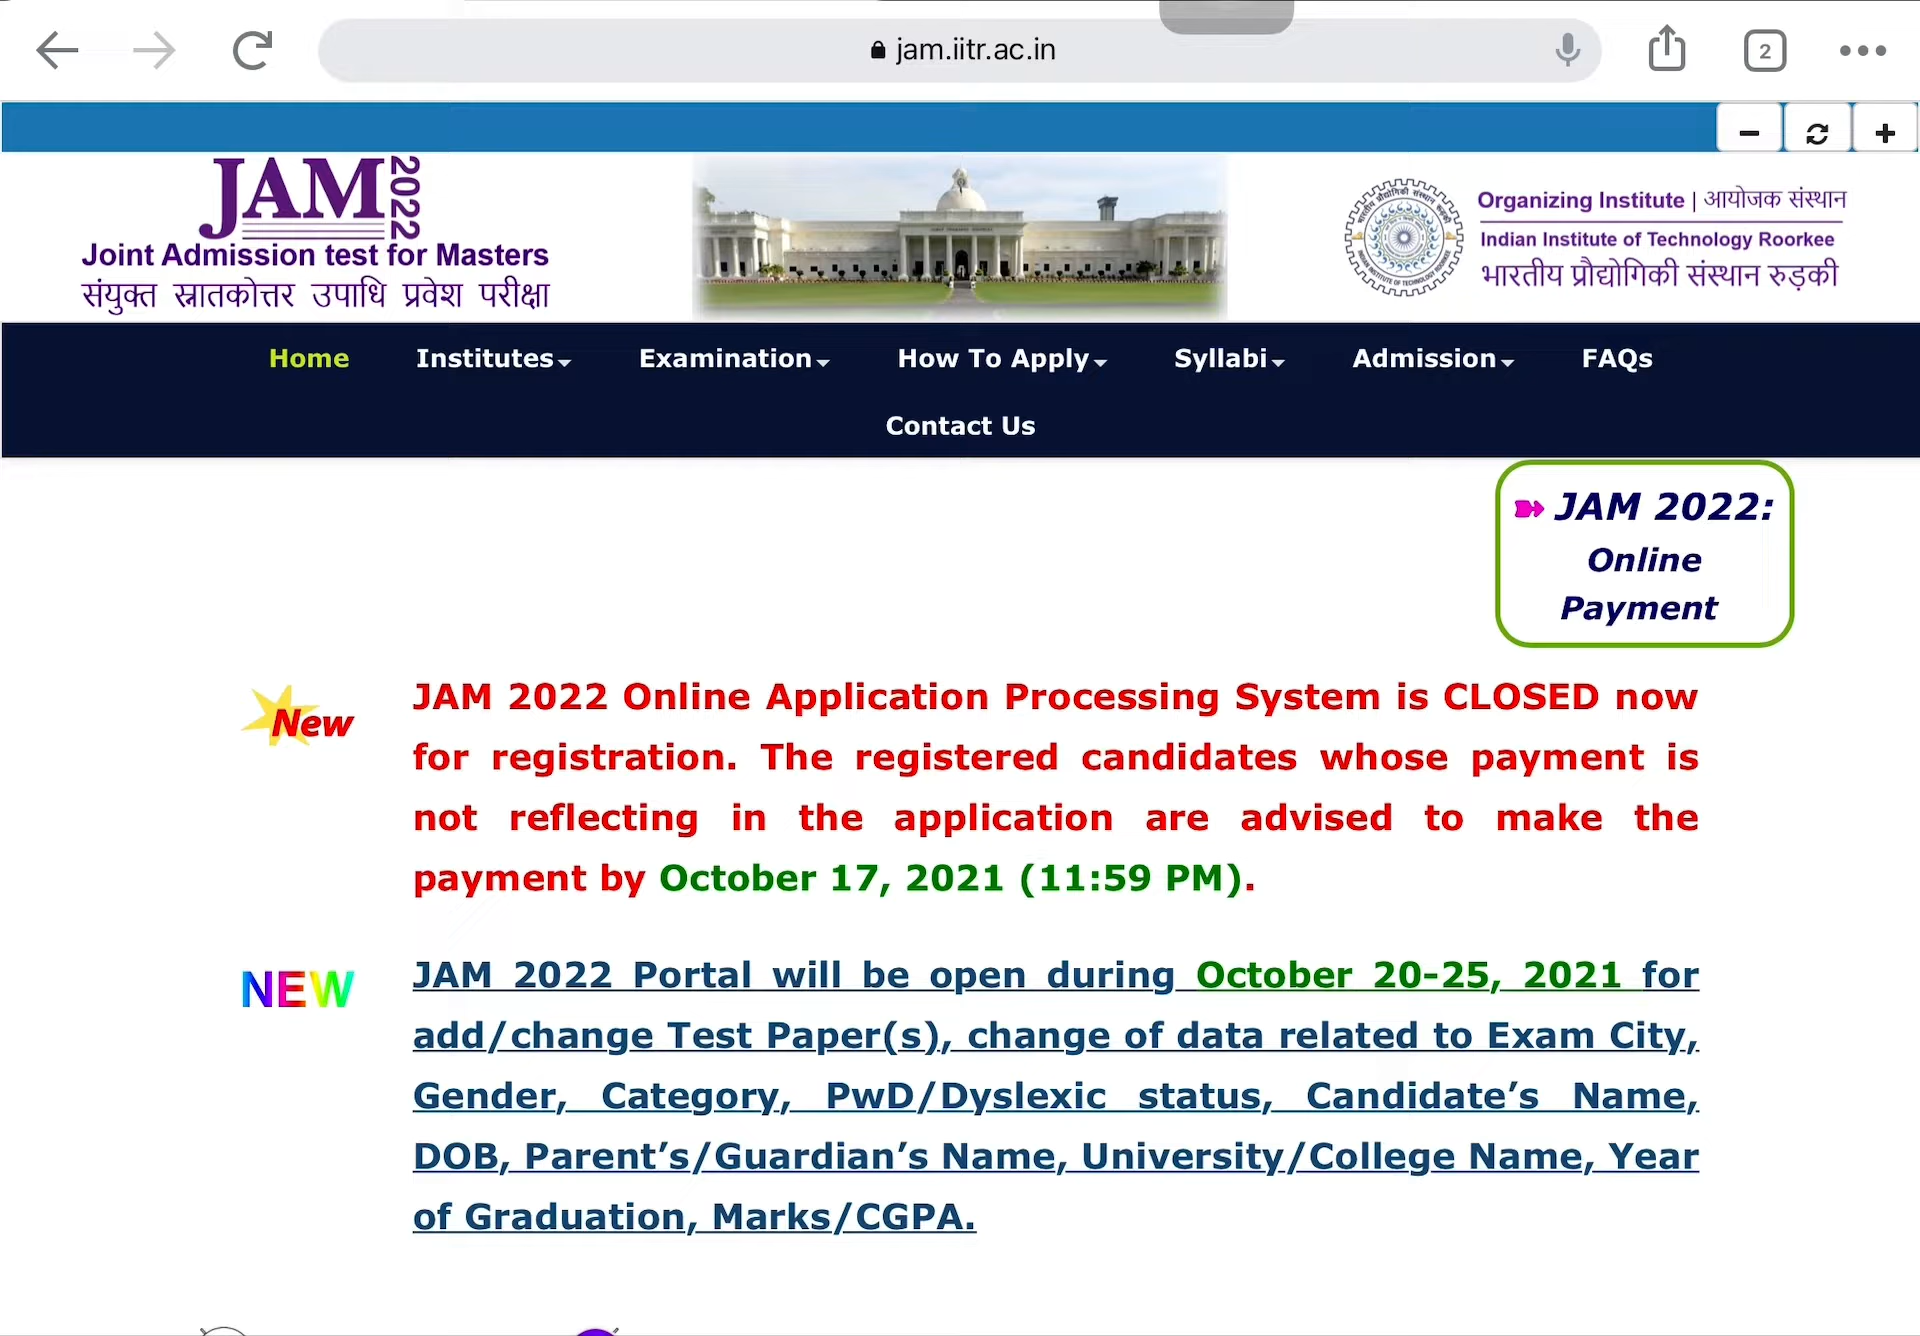 jam.iitr.ac.in
2
JAM 2022
Joint Admission test for Masters
संयुक्त स्नातकोत्तर उपाधि प्रवेश परीक्षा
Organizing Institute | आयोजक संस्थान
Indian Institute of Technology Roorkee
भारतीय प्रौद्योगिकी संस्थान रुड़की
Home Institutes Examination How To Apply Syllabi Admission FAQs
Contact Us
JAM 2022:
Online
Payment
New
JAM 2022 Online Application Processing System is CLOSED now
for registration. The registered candidates whose payment is
not reflecting in the application are advised to make the
payment by October 17, 2021 (11:59 PM).
NEW
JAM 2022 Portal will be open during October 20-25, 2021 for
add/change Test Paper(s), change of data related to Exam City,
Gender, Category, PwD/Dyslexic status, Candidate’s Name,
DOB, Parent’s/Guardian’s Name, University/College Name, Year
of Graduation, Marks/CGPA.